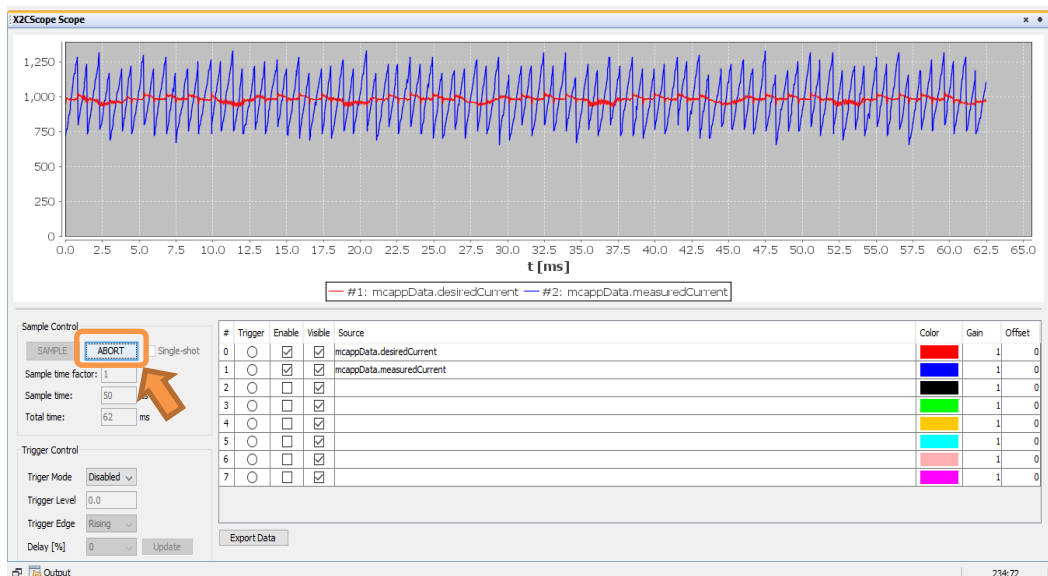 X2CScope Scope
1,250
1,000
750
500
250
0
0.0 2.5 5.0 7.5 10.0 12.5 15.0 17.5 20.0 22.5 25.0 27.5 30.0 32.5 35.0 37.5 40.0 42.5 45.0 47.5 50.0 52.5 55.0 57.5 60.0 62.5 65.0
t [ms]
#1: mcappData.desiredCurrent #2: mcappData.measuredCurrent
Sample Control
SAMPLE ABORT Single-shot
Sample time factor: 1
Sample time: 50
Total time: 62 ms
Trigger Control
Triger Mode Disabled
Trigger Level 0.0
Trigger Edge Rising
Delay [%] 0 Update
# Trigger Enable Visible Source Color Gain Offset
0 mcappData.desiredCurrent 1 0
1 mcappData.measuredCurrent 1 0
2 1 0
3 1 0
4 1 0
5 1 0
6 1 0
7 1 0
Export Data
Output 234:72